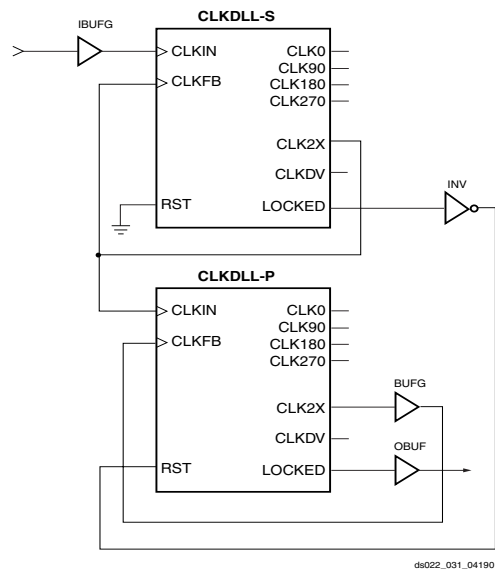 CLKDLL-S
IBUFG
CLKIN
CLKFB
RST
CLK0
CLK90
CLK180
CLK270
CLK2X
CLKDV
LOCKED
INV
CLKDLL-P
CLKIN
CLKFB
RST
CLK0
CLK90
CLK180
CLK270
CLK2X
CLKDV
LOCKED
BUFG
OBUF
ds022_031_04190